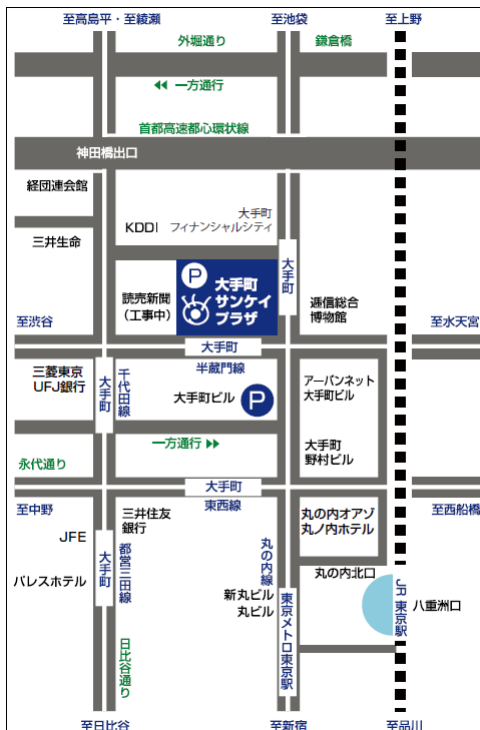 至高島平・至綾瀬
至池袋
至上野
外堀通り
鎌倉橋
一方通行
首都高速都心環状線
神田橋出口
経団連会館
大手町
フィナンシャルシティ
KDDI
三井生命
P
大手町
サンケイ
プラザ
大手町
読売新聞
(工事中)
逓信総合
博物館
至渋谷
至水天宮
大手町
半蔵門線
三菱東京
UFJ銀行
大手町
千代田線
大手町ビル
P
アーバンネット
大手町ビル
一方通行
大手町
野村ビル
永代通り
大手町
東西線
至中野
至西船橋
三井住友
銀行
丸の内オアゾ
丸ノ内ホテル
JFE
大手町
都営三田線
丸の内線
丸の内北口
パレスホテル
新丸ビル
丸ビル
東京メトロ東京駅
JR 東京駅
八重洲口
日比谷通り
至日比谷
至新宿
至品川